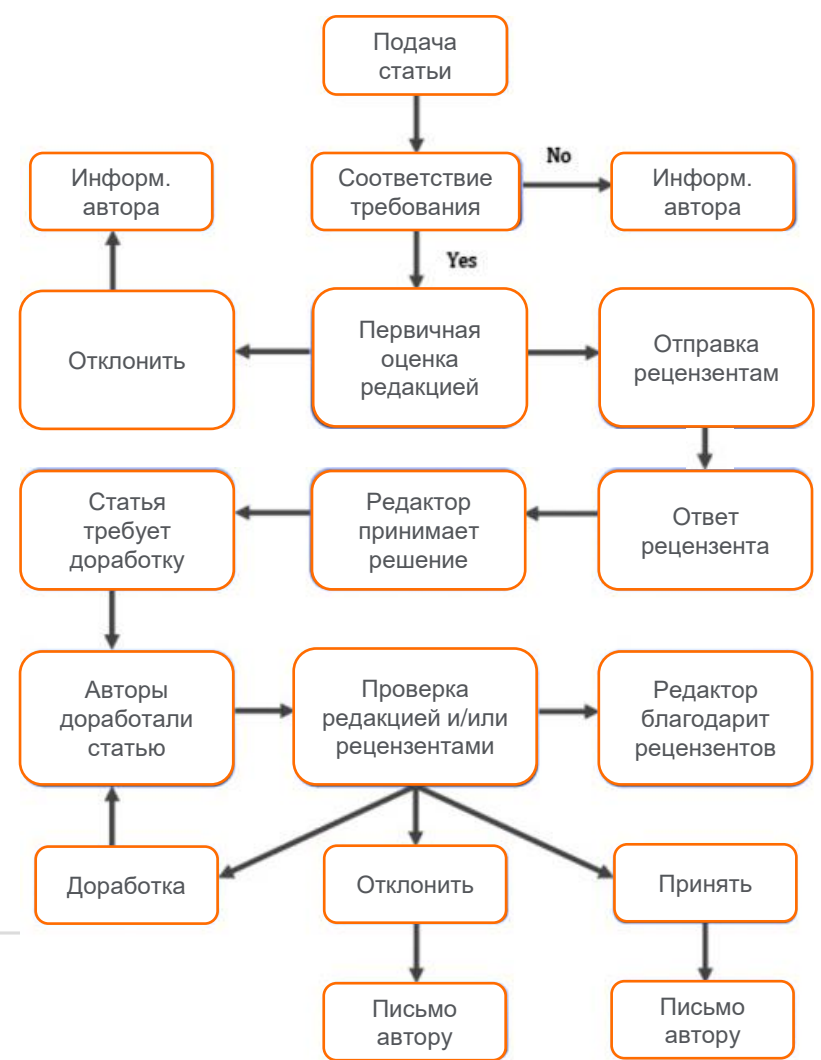 Подача
статьи
Информ.
автора
Соответствие
требования
No
Информ.
автора
Yes
Отклонить
Первичная
оценка
редакцией
Отправка
рецензентам
Статья
требует
доработку
Редактор
принимает
решение
Ответ
рецензента
Авторы
доработали
статью
Проверка
редакцией и/или
рецензентами
Редактор
благодарит
рецензентов
Доработка
Отклонить
Принять
Письмо
автору
Письмо
автору